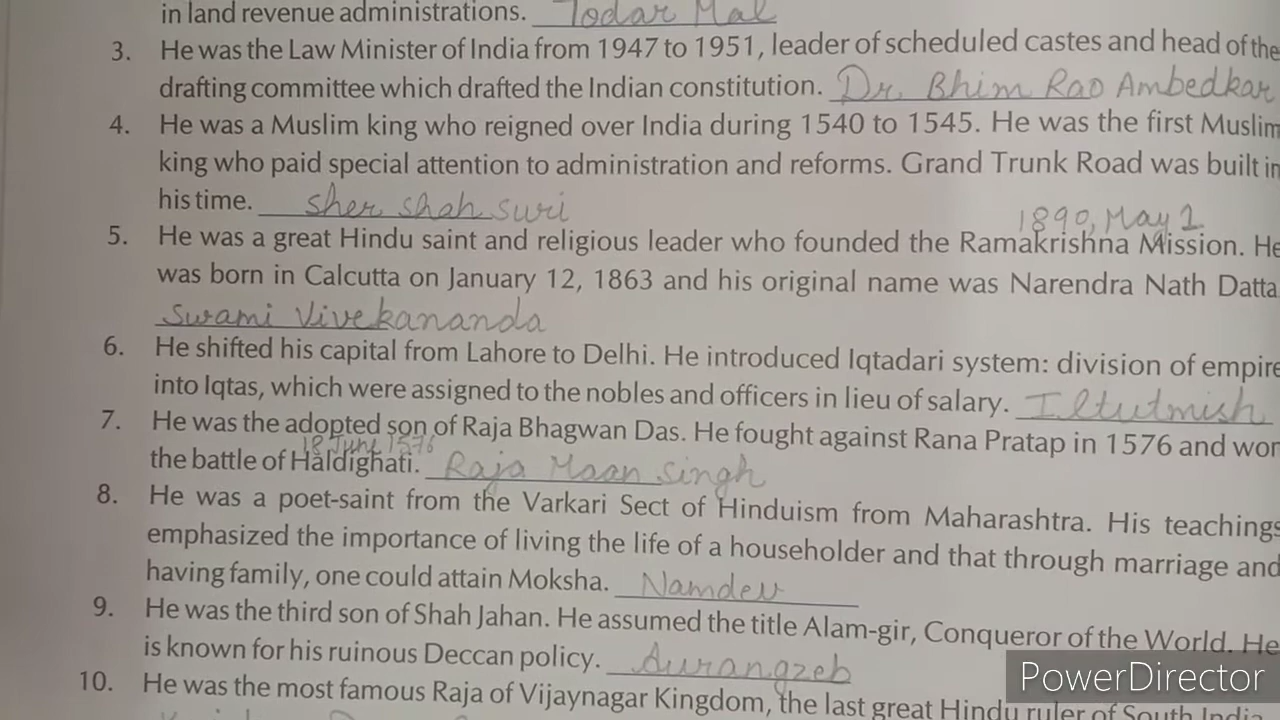 in land revenue administrations. Todar Mal
3. He was the Law Minister of India from 1947 to 1951, leader of scheduled castes and head of the
drafting committee which drafted the Indian constitution. Dr. Bhim Rao Ambedkar
4. He was a Muslim king who reigned over India during 1540 to 1545. He was the first Muslim
king who paid special attention to administration and reforms. Grand Trunk Road was built in
his time. sher shah suri
1890, May 1
5. He was a great Hindu saint and religious leader who founded the Ramakrishna Mission. He
was born in Calcutta on January 12, 1863 and his original name was Narendra Nath Datta
Swami Vivekananda
6. He shifted his capital from Lahore to Delhi. He introduced Iqtadari system: division of empire
into Iqtas, which were assigned to the nobles and officers in lieu of salary. Iltutmish
7. He was the adopted son of Raja Bhagwan Das. He fought against Rana Pratap in 1576 and won
18 June 1576
the battle of Haldighati. Raja Maan singh
8. He was a poet-saint from the Varkari Sect of Hinduism from Maharashtra. His teachings
emphasized the importance of living the life of a householder and that through marriage and
having family, one could attain Moksha. Namdev
9. He was the third son of Shah Jahan. He assumed the title Alam-gir, Conqueror of the World. He
is known for his ruinous Deccan policy. Aurangzeb
10. He was the most famous Raja of Vijaynagar Kingdom, the last great Hindu ruler of South India
PowerDirector